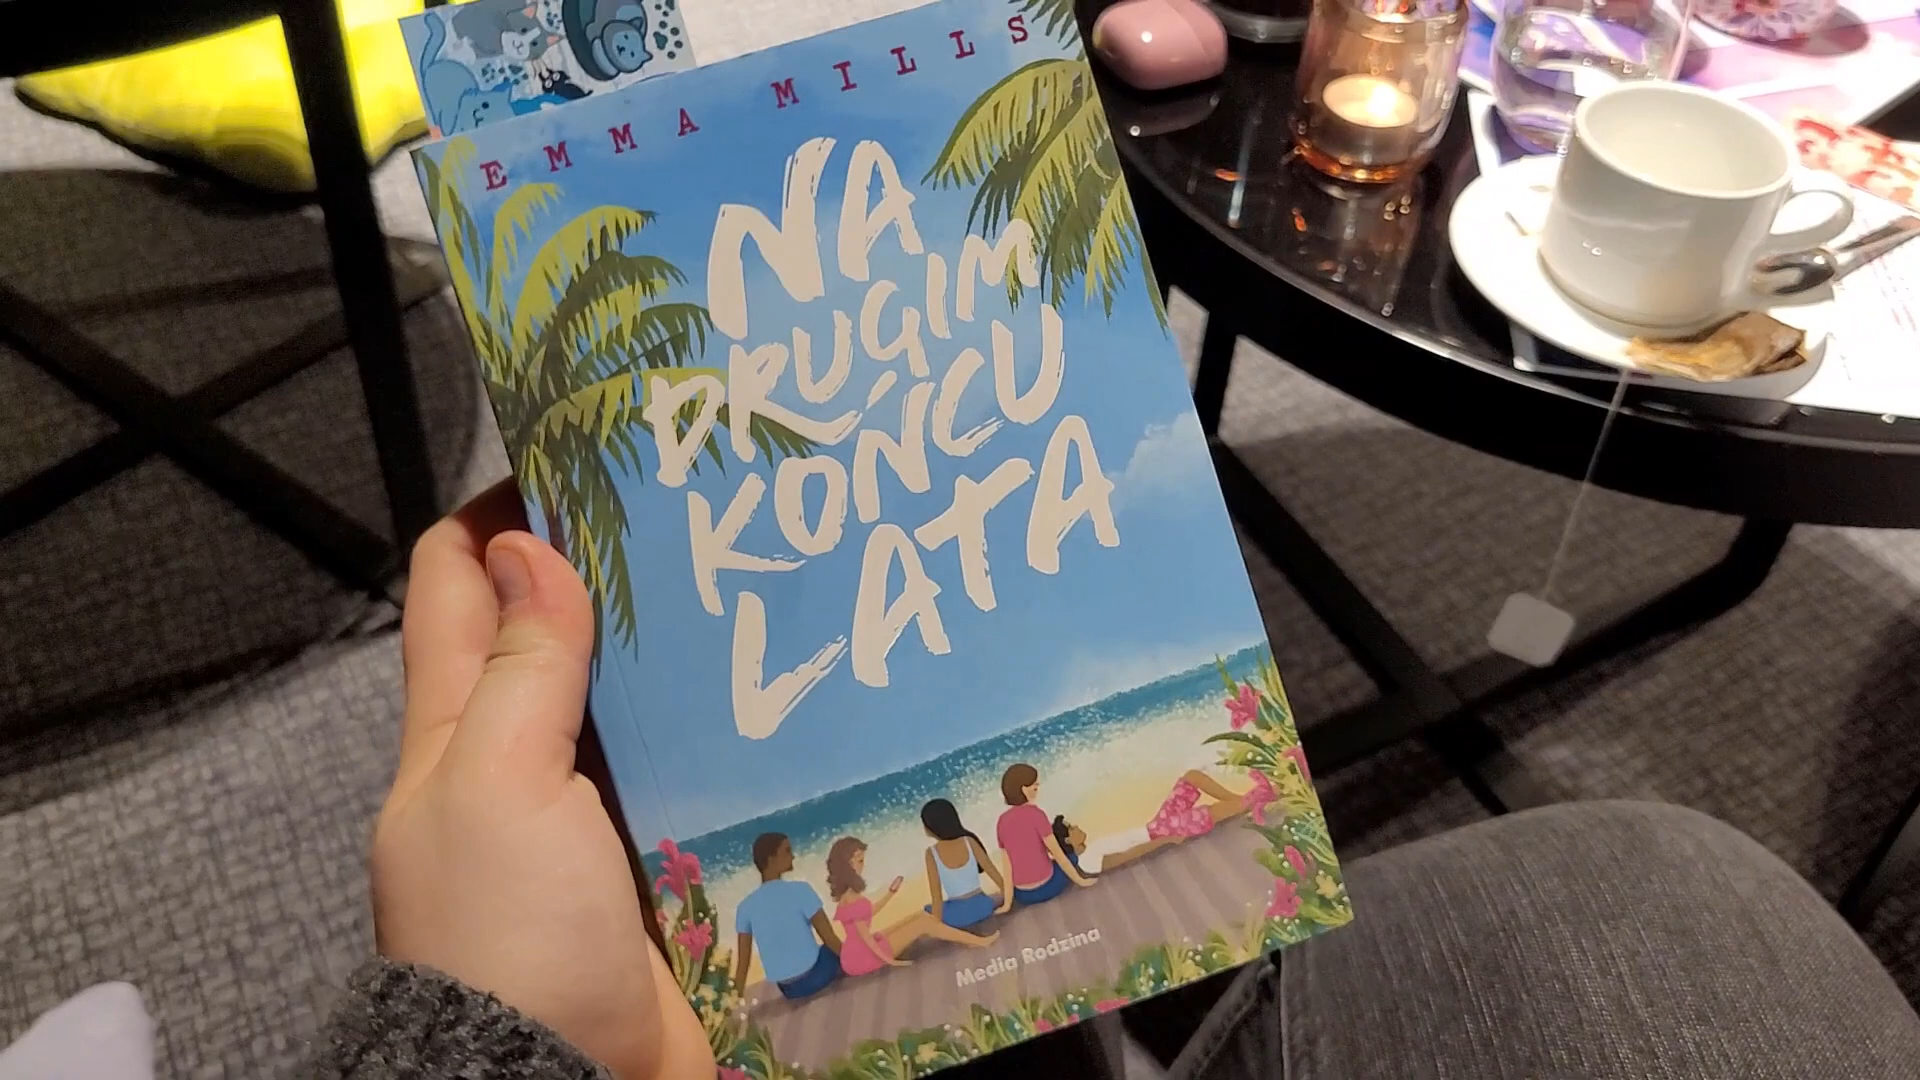 EMMA MILLS
NA
DRUGIM
KOŃCU
LATA
Media Rodzina